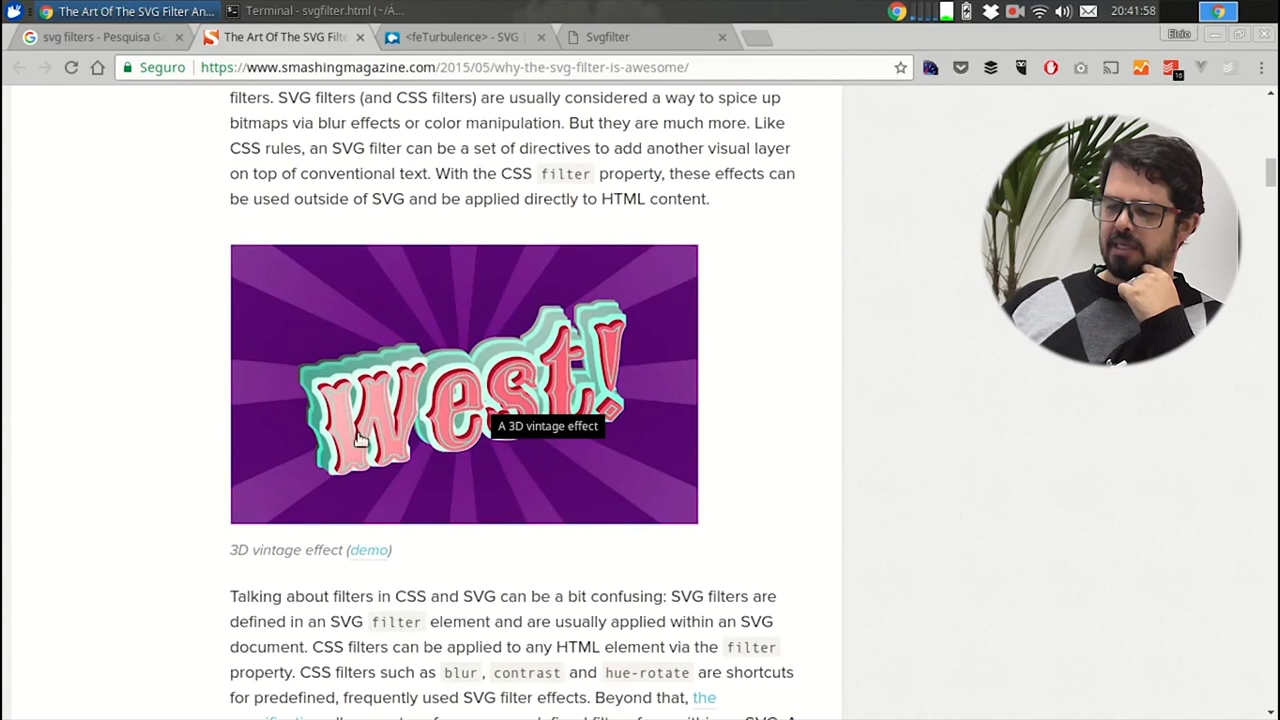 The Art Of The SVG Filter An...
Terminal - svgfilter.html (~/A...
20:41:58
svg filters - Pesquisa G
The Art Of The SVG Filte
<feTurbulence> - SVG |
Svgfilter
Elcio
Seguro
https://www.smashingmagazine.com/2015/05/why-the-svg-filter-is-awesome/
16
filters. SVG filters (and CSS filters) are usually considered a way to spice up
bitmaps via blur effects or color manipulation. But they are much more. Like
CSS rules, an SVG filter can be a set of directives to add another visual layer
on top of conventional text. With the CSS filter property, these effects can
be used outside of SVG and be applied directly to HTML content.
West!
A 3D vintage effect
3D vintage effect (demo)
Talking about filters in CSS and SVG can be a bit confusing: SVG filters are
defined in an SVG filter element and are usually applied within an SVG
document. CSS filters can be applied to any HTML element via the filter
property. CSS filters such as blur, contrast and hue-rotate are shortcuts
for predefined, frequently used SVG filter effects. Beyond that, the